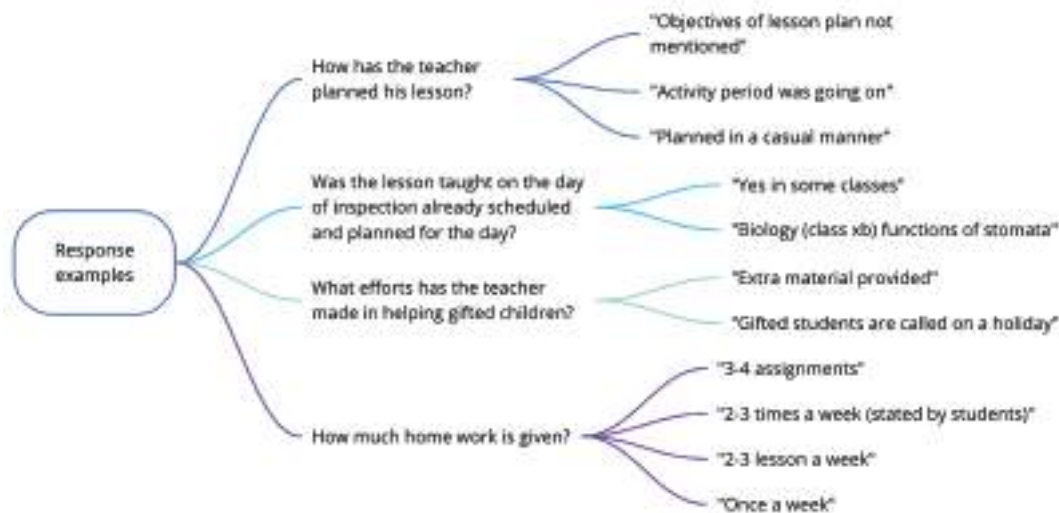 Response
examples
How has the teacher
planned his lesson?
"Objectives of lesson plan not
mentioned"
"Activity period was going on"
"Planned in a casual manner"
Was the lesson taught on the day
of inspection already scheduled
and planned for the day?
"Yes in some classes"
"Biology (class xb) functions of stomata"
What efforts has the teacher
made in helping gifted children?
"Extra material provided"
"Gifted students are called on a holiday"
How much home work is given?
"3-4 assignments"
"2-3 times a week (stated by students)"
"2-3 lesson a week"
"Once a week"